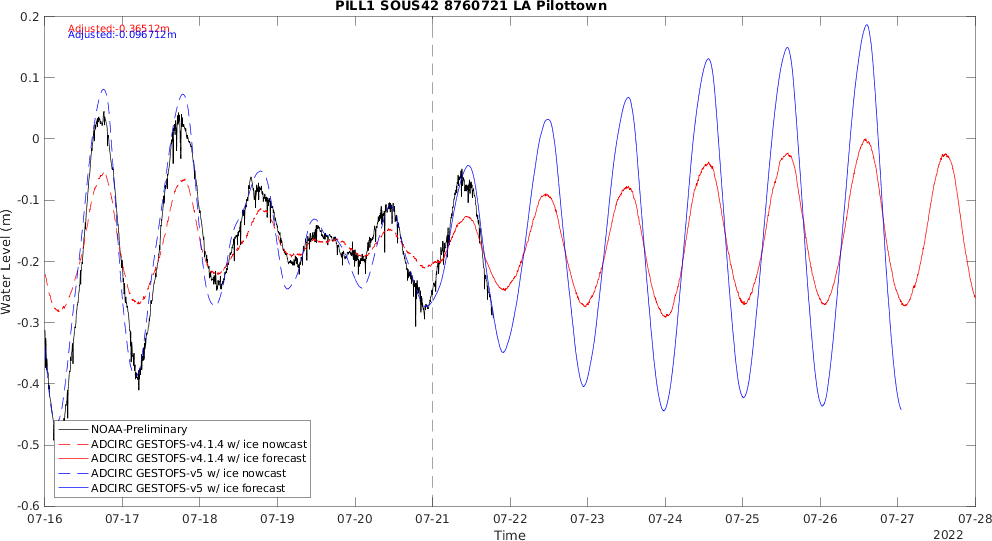 PILL1 SOUS42 8760721 LA Pilottown
Adjusted:-0.36512m
Adjusted:-0.096712m
0.2
0.1
0
-0.1
-0.2
-0.3
-0.4
-0.5
-0.6
Water Level (m)
NOAA-Preliminary
ADCIRC GESTOFS-v4.1.4 w/ ice nowcast
ADCIRC GESTOFS-v4.1.4 w/ ice forecast
ADCIRC GESTOFS-v5 w/ ice nowcast
ADCIRC GESTOFS-v5 w/ ice forecast
07-16 07-17 07-18 07-19 07-20 07-21 07-22 07-23 07-24 07-25 07-26 07-27 07-28
Time
2022